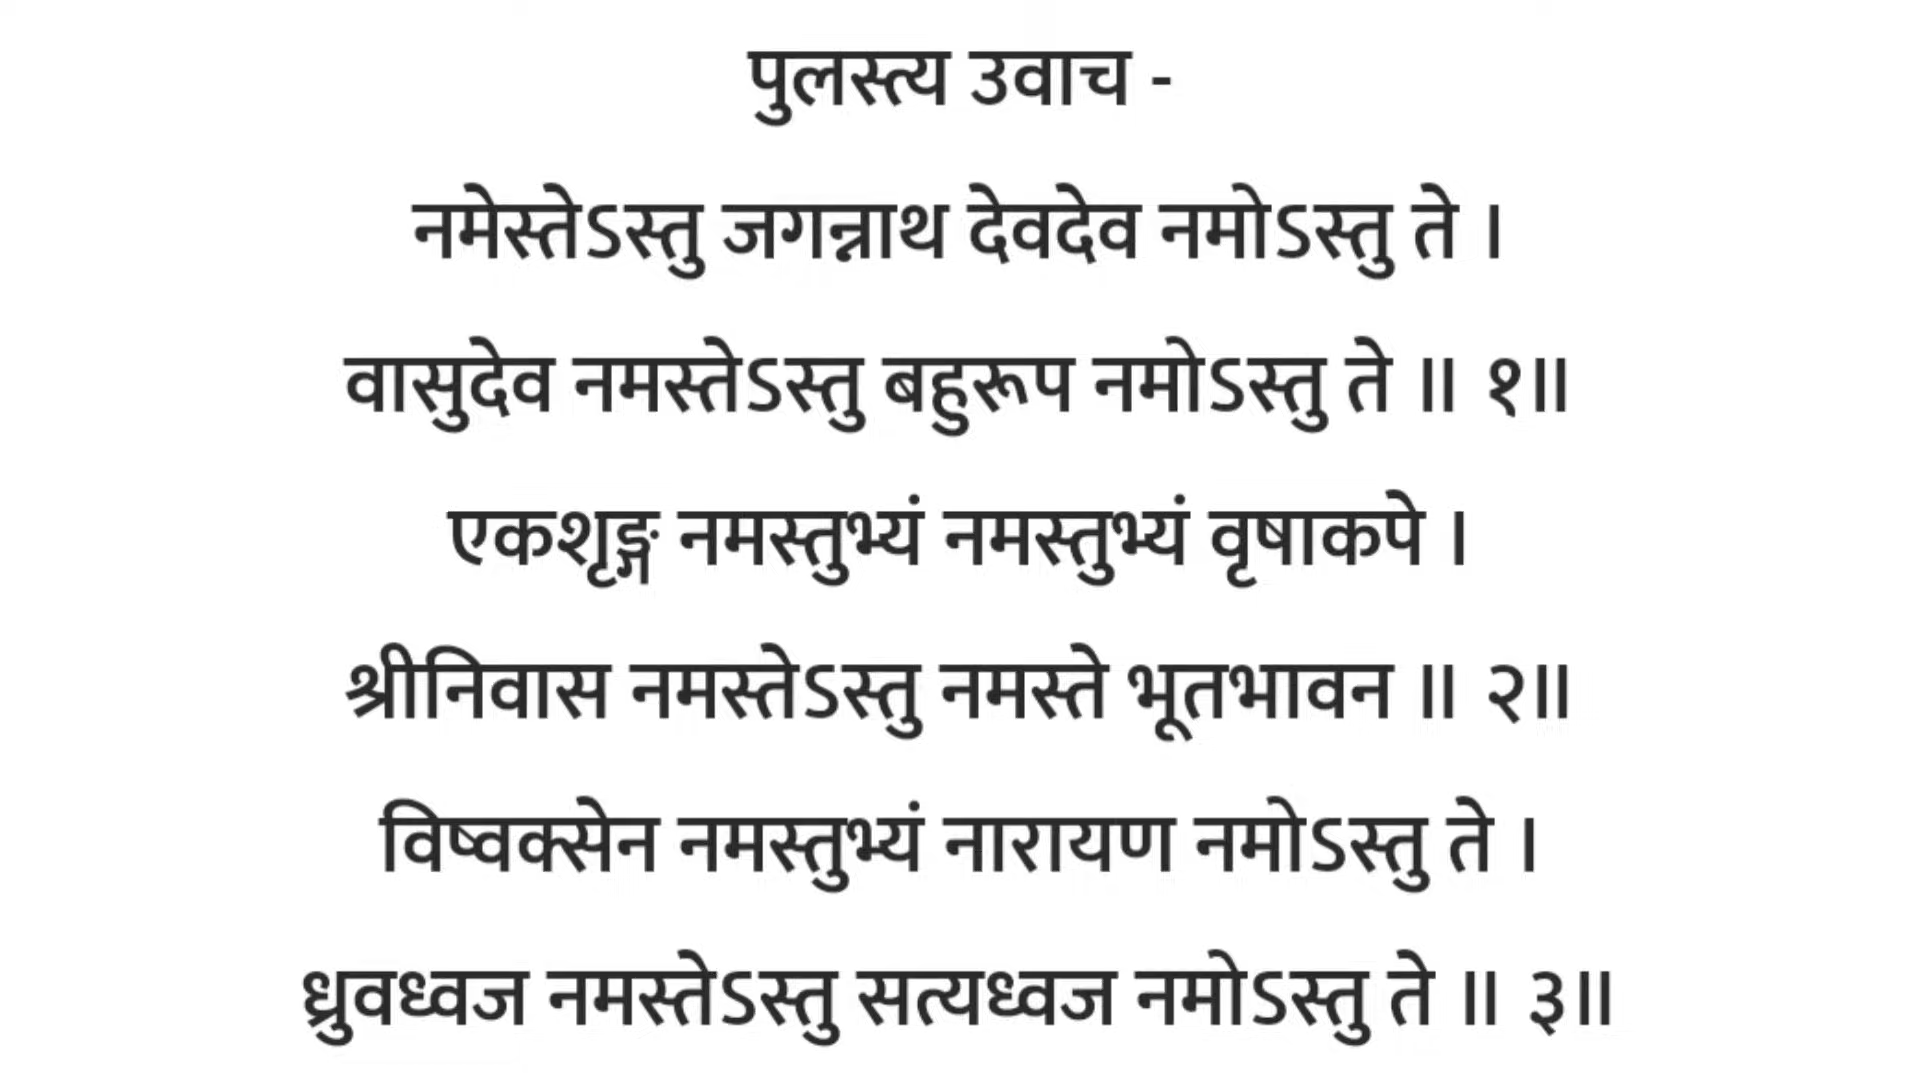 पुलस्त्य उवाच -
नमेस्तेऽस्तु जगन्नाथ देवदेव नमोऽस्तु ते ।
वासुदेव नमस्तेऽस्तु बहुरूप नमोऽस्तु ते ॥ १॥
एकशृङ्ग नमस्तुभ्यं नमस्तुभ्यं वृषाकपे ।
श्रीनिवास नमस्तेऽस्तु नमस्ते भूतभावन ॥ २॥
विष्वक्सेन नमस्तुभ्यं नारायण नमोऽस्तु ते ।
ध्रुवध्वज नमस्तेऽस्तु सत्यध्वज नमोऽस्तु ते ॥ ३॥